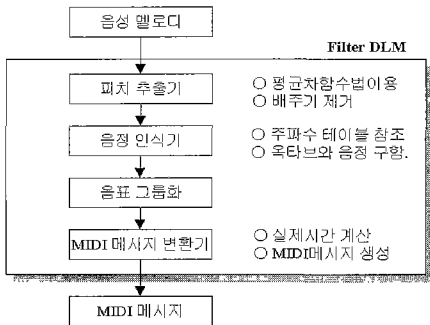 음성 멜로디
Filter DLM
피치 추출기
○ 평균차함수법이용
○ 배주기 제거
음정 인식기
○ 주파수 테이블 참조
○ 옥타브와 음정 구함.
음표 그룹화
MIDI 메시지 변환기
○ 실제시간 계산
○ MIDI메시지 생성
MIDI 메시지